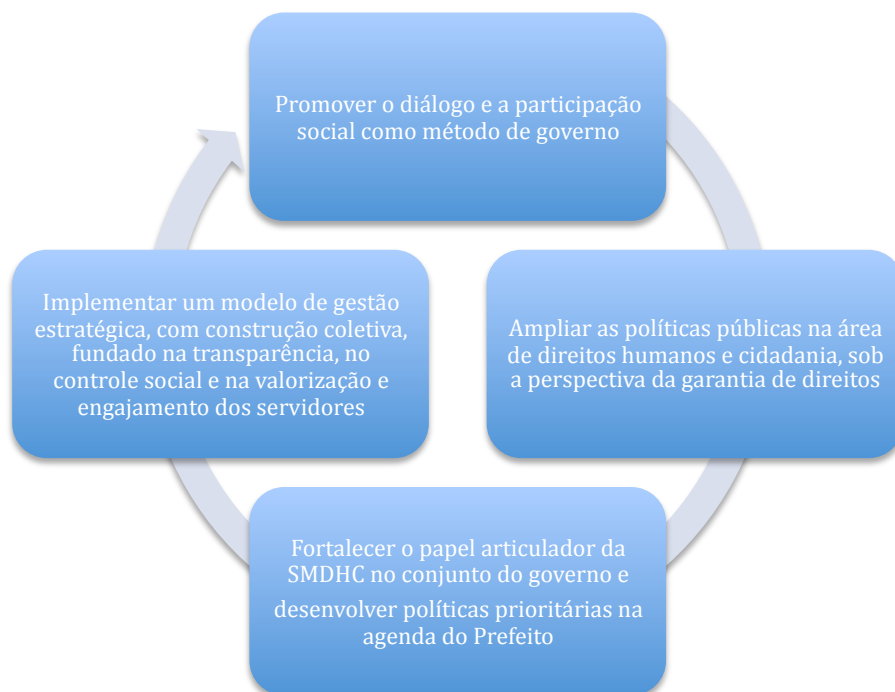 Promover o diálogo e a participação
social como método de governo
Ampliar as políticas públicas na área
de direitos humanos e cidadania, sob
a perspectiva da garantia de direitos
Fortalecer o papel articulador da
SMDHC no conjunto do governo e
desenvolver políticas prioritárias na
agenda do Prefeito
Implementar um modelo de gestão
estratégica, com construção coletiva,
fundado na transparência, no
controle social e na valorização e
engajamento dos servidores